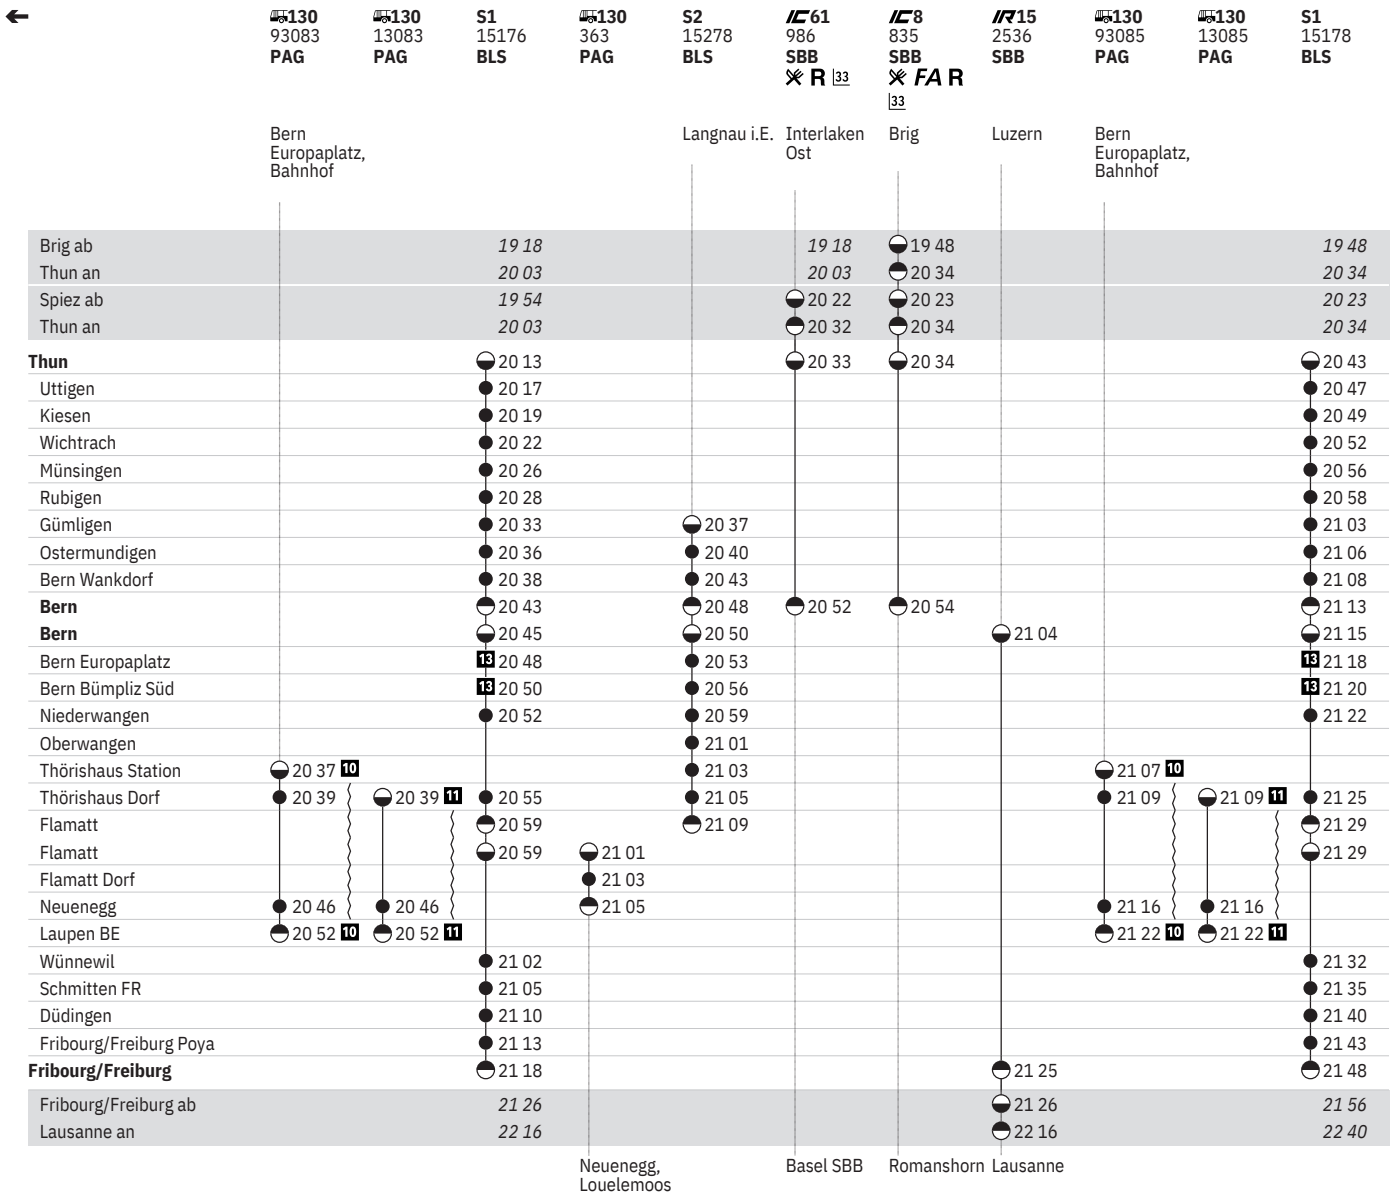 130 130 S1 130 S2 IC61 IC8 IR15 130 130 S1
93083 13083 15176 363 15278 986 835 2536 93085 13085 15178
PAG PAG BLS PAG BLS SBB SBB SBB PAG PAG BLS
R 33 FA R
33
Bern Langnau i.E. Interlaken Brig Luzern Bern
Europaplatz, Ost Europaplatz,
Bahnhof Bahnhof
Brig ab 19 18 19 18 19 48 19 48
Thun an 20 03 20 03 20 34 20 34
Spiez ab 19 54 20 22 20 23 20 23
Thun an 20 03 20 32 20 34 20 34
Thun 20 13 20 33 20 34 20 43
Uttigen 20 17 20 47
Kiesen 20 19 20 49
Wichtrach 20 22 20 52
Münsingen 20 26 20 56
Rubigen 20 28 20 58
Gümligen 20 33 20 37 21 03
Ostermundigen 20 36 20 40 21 06
Bern Wankdorf 20 38 20 43 21 08
Bern 20 43 20 48 20 52 20 54 21 13
Bern 20 45 20 50 21 04 21 15
Bern Europaplatz 13 20 48 20 53 13 21 18
Bern Bümpliz Süd 13 20 50 20 56 13 21 20
Niederwangen 20 52 20 59 21 22
Oberwangen 21 01
Thörishaus Station 20 37 10 21 03 21 07 10
Thörishaus Dorf 20 39 20 39 11 20 55 21 05 21 09 21 09 11 21 25
Flamatt 20 59 21 09 21 29
Flamatt 20 59 21 01 21 29
Flamatt Dorf 21 03
Neuenegg 20 46 20 46 21 05 21 16 21 16
Laupen BE 20 52 10 20 52 11 21 22 10 21 22 11
Wünnewil 21 02 21 32
Schmitten FR 21 05 21 35
Düdingen 21 10 21 40
Fribourg/Freiburg Poya 21 13 21 43
Fribourg/Freiburg 21 18 21 25 21 48
Fribourg/Freiburg ab 21 26 21 26 21 56
Lausanne an 22 16 22 16 22 40
Neuenegg, Basel SBB Romanshorn Lausanne
Louelemoos